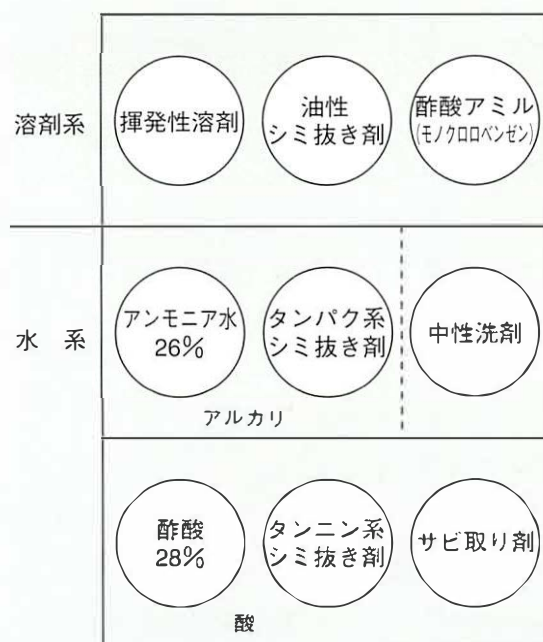 溶剤系
揮発性溶剤
油性
シミ抜き剤
酢酸アミル
(モノクロロベンゼン)
水 系
アンモニア水
26%
タンパク系
シミ抜き剤
中性洗剤
アルカリ
酢酸
28%
タンニン系
シミ抜き剤
サビ取り剤
酸